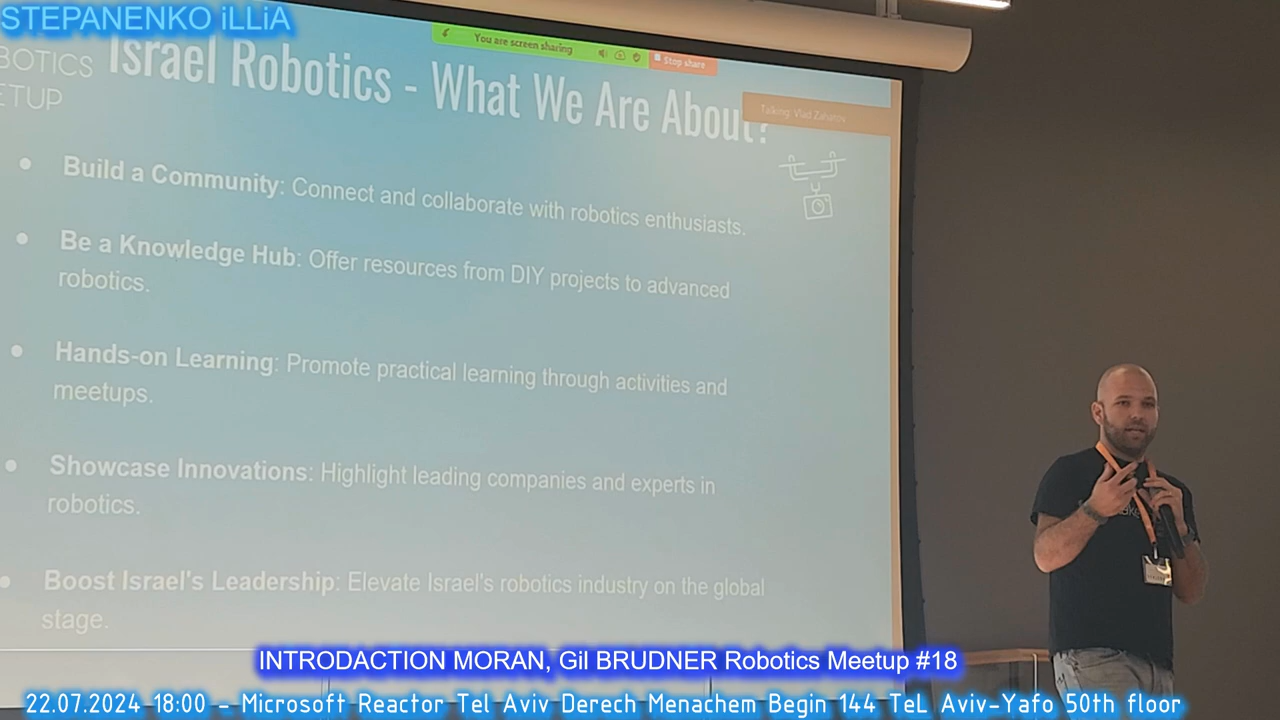 STEPANENKO iLLiA
You are screen sharing
Stop share
BOTICS
ETUP
Israel Robotics - What We Are About?
Talking: Vlad Zaharov
• Build a Community: Connect and collaborate with robotics enthusiasts.
• Be a Knowledge Hub: Offer resources from DIY projects to advanced
robotics.
• Hands-on Learning: Promote practical learning through activities and
meetups.
• Showcase Innovations: Highlight leading companies and experts in
robotics.
• Boost Israel's Leadership: Elevate Israel's robotics industry on the global
stage.
INTRODACTION MORAN, Gil BRUDNER Robotics Meetup #18
22.07.2024 18:00 - Microsoft Reactor Tel Aviv Derech Menachem Begin 144 TeL Aviv-Yafo 50th floor